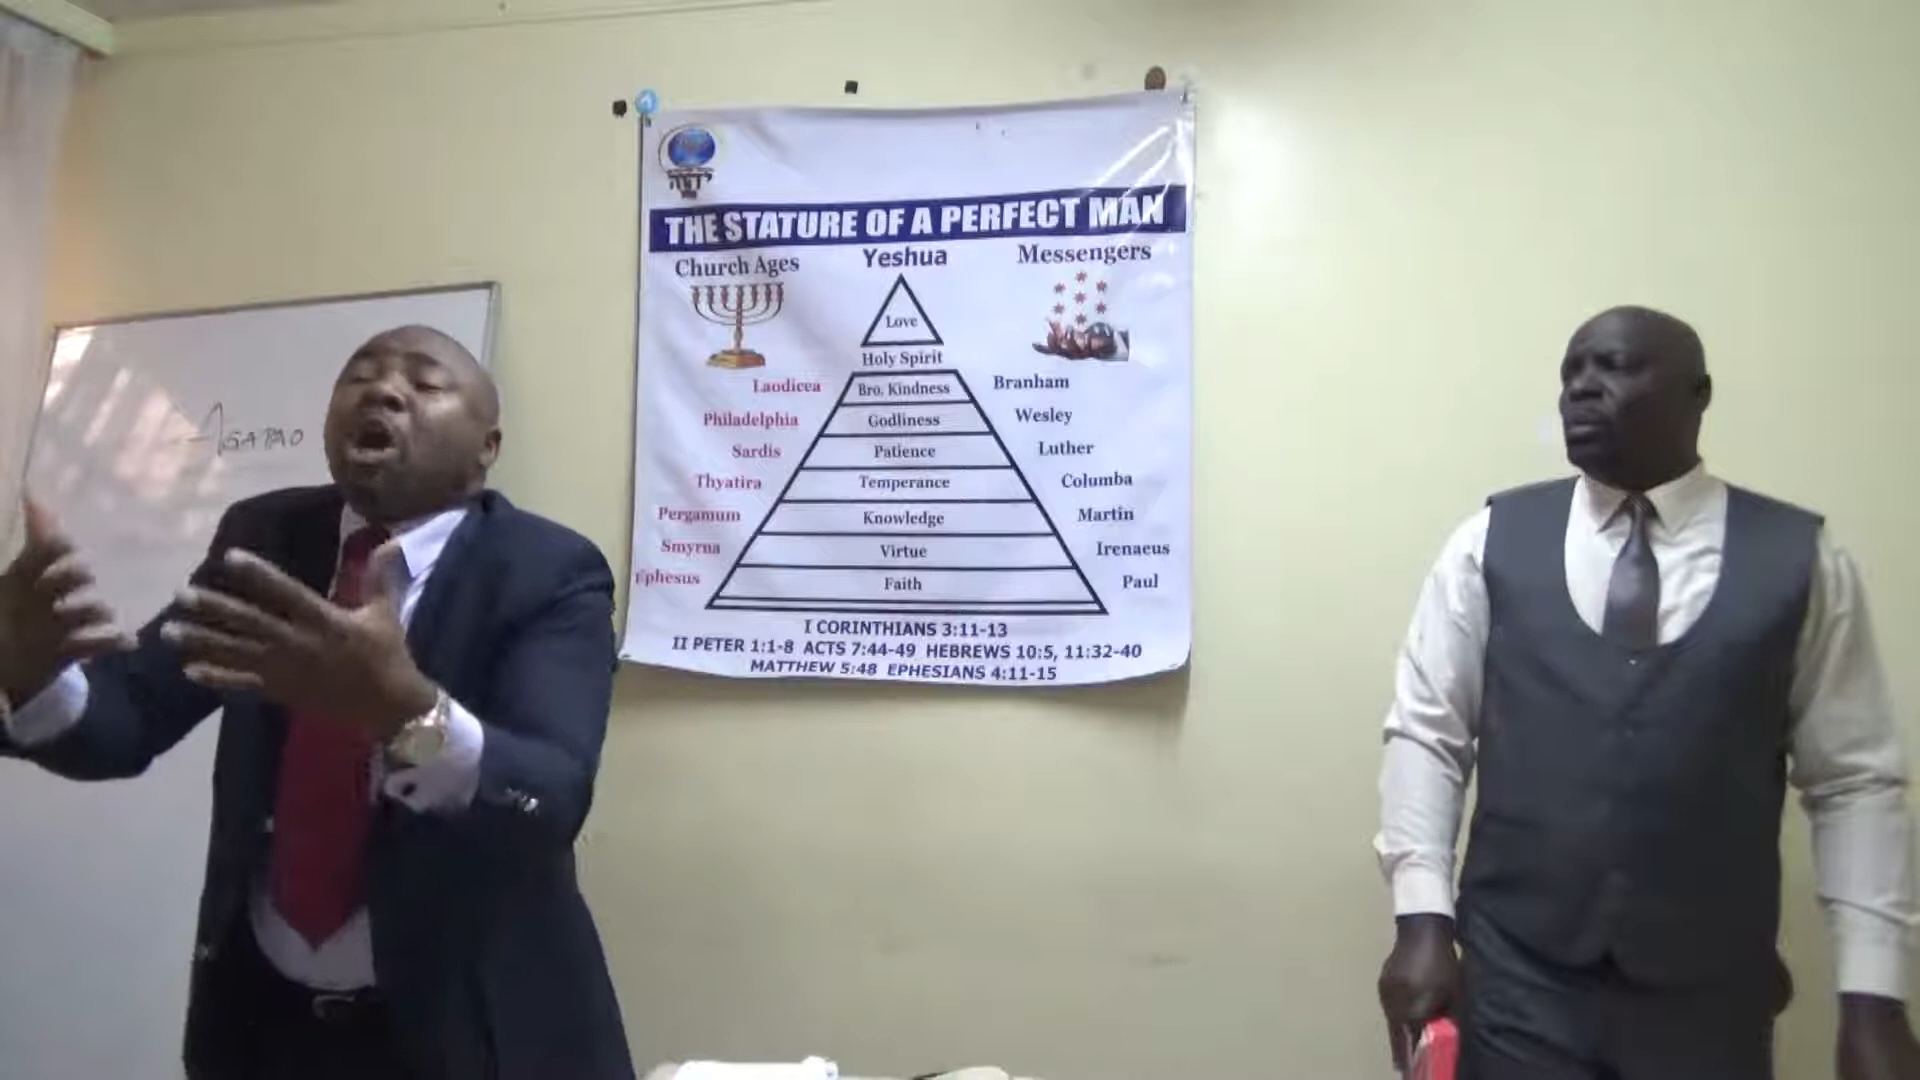 יהוה
THE STATURE OF A PERFECT MAN
Church Ages
Yeshua
Messengers
Love
Holy Spirit
Laodicea Bro. Kindness Branham
Philadelphia Godliness Wesley
Sardis Patience Luther
Thyatira Temperance Columba
Pergamum Knowledge Martin
Smyrna Virtue Irenaeus
Ephesus Faith Paul
I CORINTHIANS 3:11-13
II PETER 1:1-8 ACTS 7:44-49 HEBREWS 10:5, 11:32-40
MATTHEW 5:48 EPHESIANS 4:11-15